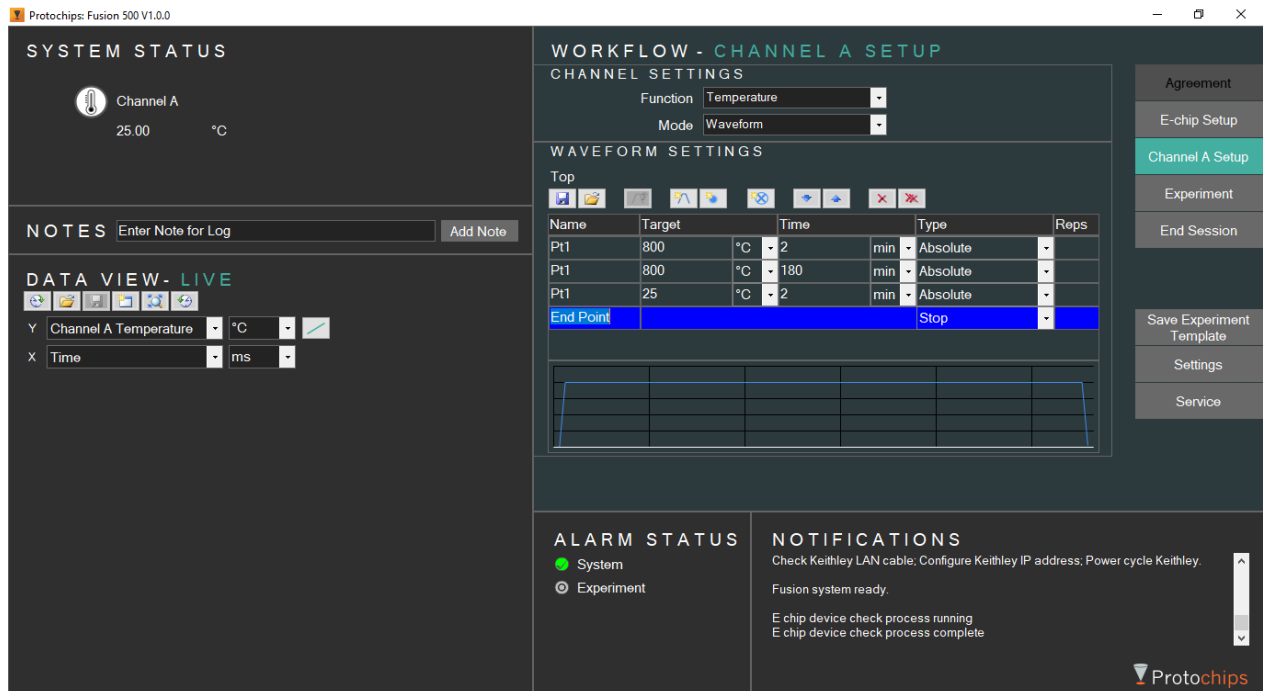 Protochips: Fusion 500 V1.0.0
SYSTEM STATUS
Channel A
25.00 °C
NOTES Enter Note for Log Add Note
DATA VIEW- LIVE
Y Channel A Temperature °C
X Time ms
WORKFLOW - CHANNEL A SETUP
CHANNEL SETTINGS
Function Temperature
Mode Waveform
WAVEFORM SETTINGS
Top
Name Target Time Type Reps
Pt1 800 °C 2 min Absolute
Pt1 800 °C 180 min Absolute
Pt1 25 °C 2 min Absolute
End Point Stop
Agreement
E-chip Setup
Channel A Setup
Experiment
End Session
Save Experiment
Template
Settings
Service
ALARM STATUS
System
Experiment
NOTIFICATIONS
Check Keithley LAN cable; Configure Keithley IP address; Power cycle Keithley.
Fusion system ready.
E chip device check process running
E chip device check process complete
Protochips